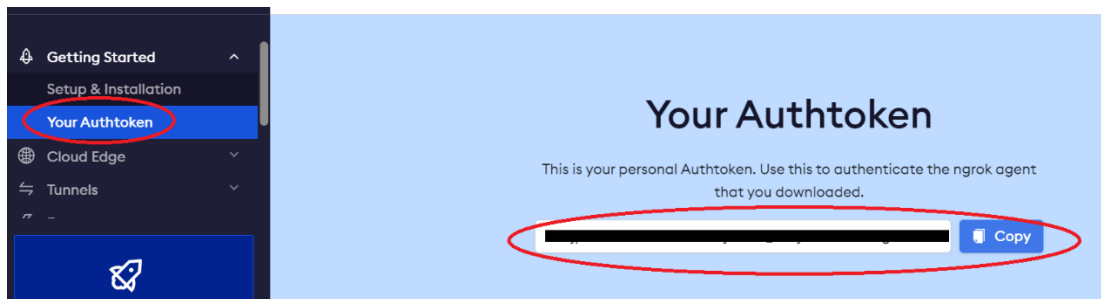 Getting Started
Setup & Installation
Your Authtoken
Cloud Edge
Tunnels
Your Authtoken
This is your personal Authtoken. Use this to authenticate the ngrok agent
that you downloaded.
Copy